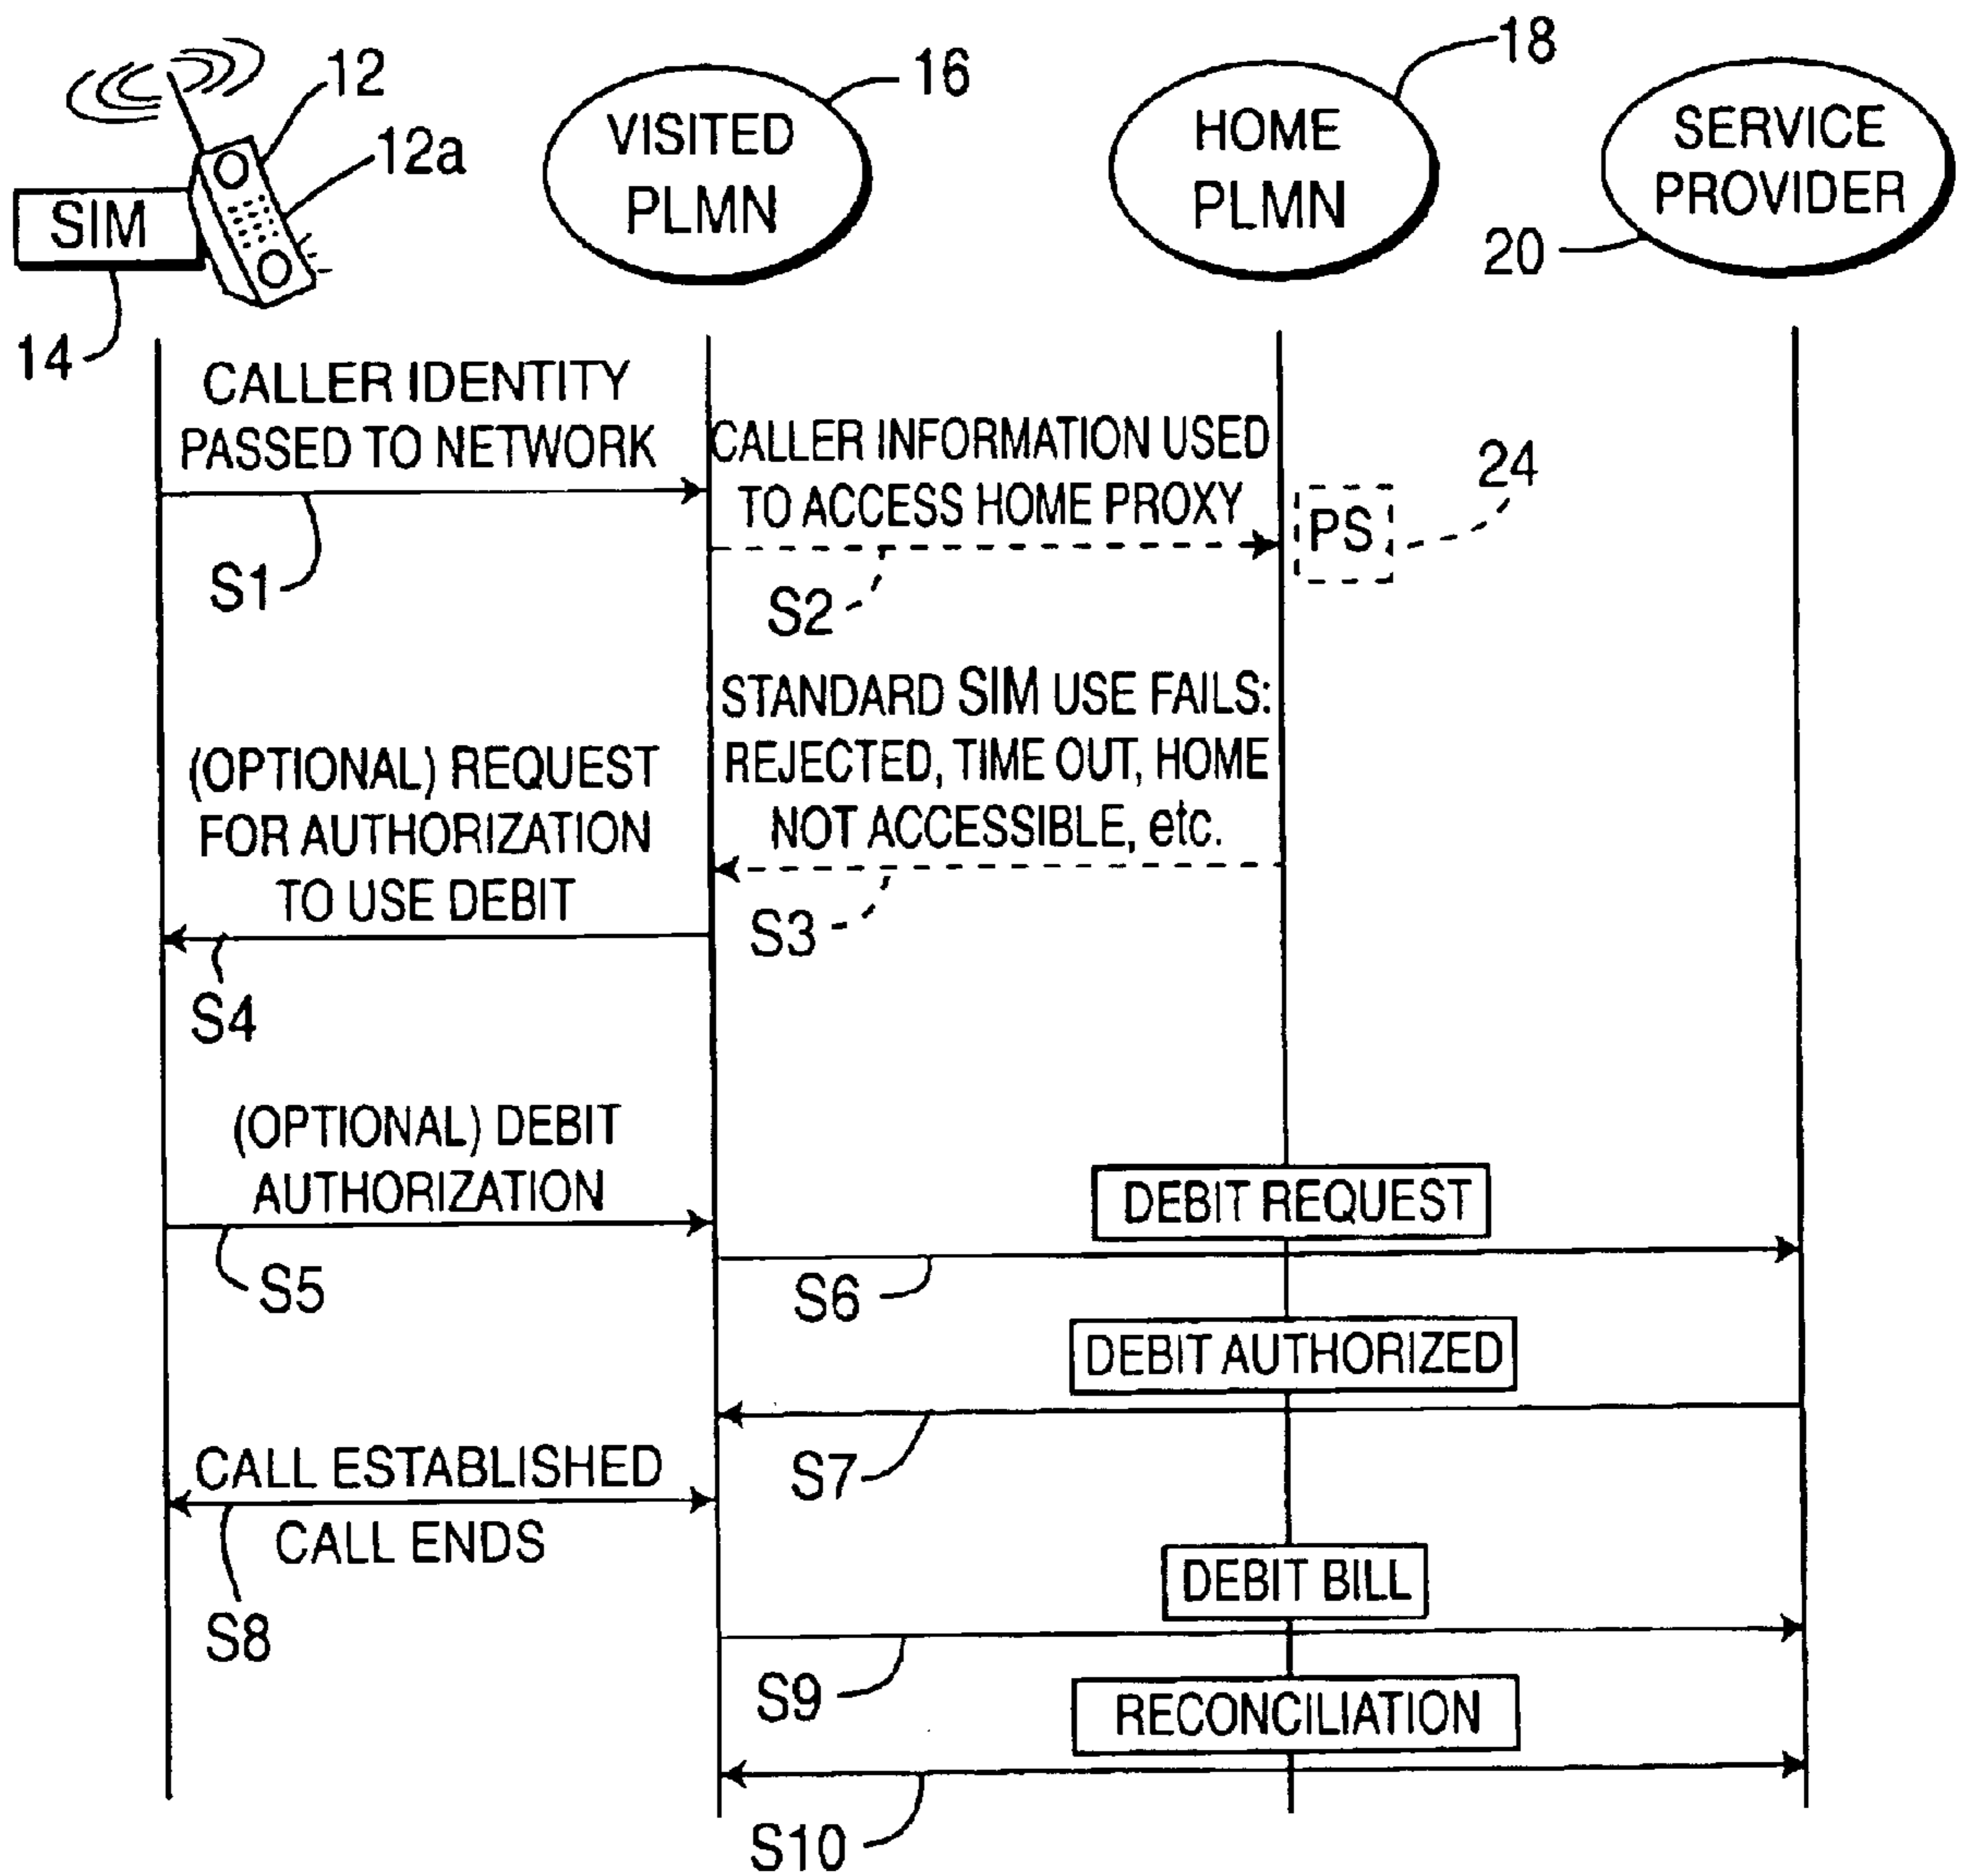 12
12a
SIM
14
VISITED
PLMN
16
HOME
PLMN
18
SERVICE
PROVIDER
20
CALLER IDENTITY
PASSED TO NETWORK
S1
CALLER INFORMATION USED
TO ACCESS HOME PROXY
S2
PS
24
STANDARD SIM USE FAILS:
REJECTED, TIME OUT, HOME
NOT ACCESSIBLE, etc.
S3
(OPTIONAL) REQUEST
FOR AUTHORIZATION
TO USE DEBIT
S4
(OPTIONAL) DEBIT
AUTHORIZATION
S5
DEBIT REQUEST
S6
DEBIT AUTHORIZED
S7
CALL ESTABLISHED
CALL ENDS
S8
DEBIT BILL
S9
RECONCILIATION
S10